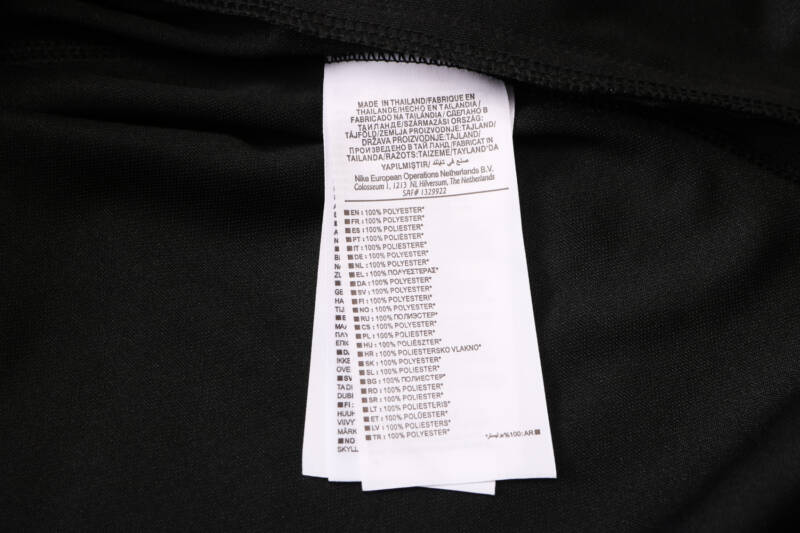 MADE IN THAILAND/FABRIQUE EN
THAILANDE/HECHO EN TAILANDIA/
FABRICADO NA TAILÂNDIA/СДЕЛАНО В
ТАИЛАНДЕ/SZÁRMAZÁSI ORSZÁG:
TÁJFÖLD/ZEMLJA PROIZVODNJE:TAJLAND/
DRŽAVA PROIZVODNJE:TAJLAND/
ПРОИЗВЕДЕНО В ТАЙЛАНД/FABRICAT IN
TAILANDA/RAŽOTS:TAIZEME/TAYLAND'DA
YAPILMIŞTIR/
Nike European Operations Netherlands B.V.
Colosseum 1, 1213 NL Hilversum, The Netherlands
SAF# 1329922
EN : 100% POLYESTER*
FR : 100% POLYESTER*
ES : 100% POLIÉSTER*
PT : 100% POLIÉSTER*
IT : 100% POLIESTERE*
DE : 100% POLYESTER*
NL : 100% POLYESTER*
EL : 100% ΠΟΛΥΕΣΤΕΡΑΣ*
DA : 100% POLYESTER*
SV : 100% POLYESTER*
FI : 100% POLYESTERI*
NO : 100% POLYESTER*
RU : 100% ПОЛИЭСТЕР*
CS : 100% POLYESTER*
PL : 100% POLIESTER*
HU : 100% POLIÉSZTER*
HR : 100% POLIESTERSKO VLAKNO*
SK : 100% POLYESTER*
SL : 100% POLIESTER*
BG : 100% ПОЛИЕСТЕР*
RO : 100% POLIESTER*
SR : 100% POLIESTER*
LT : 100% POLIESTERIS*
ET : 100% POLÜESTER*
LV : 100% POLIESTERS*
TR : 100% POLYESTER*
AR: 100% بوليستر*